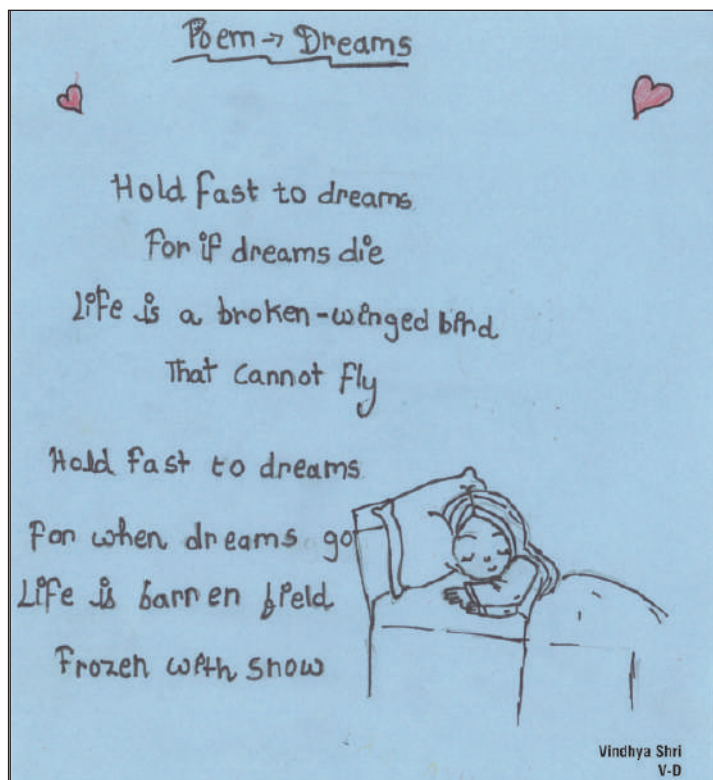 Poem → Dreams
Hold fast to dreams
For if dreams die
Life is a broken-winged bird
That cannot fly
Hold fast to dreams
For when dreams go
Life is barren field
Frozen with snow
Vindhya Shri
V-D